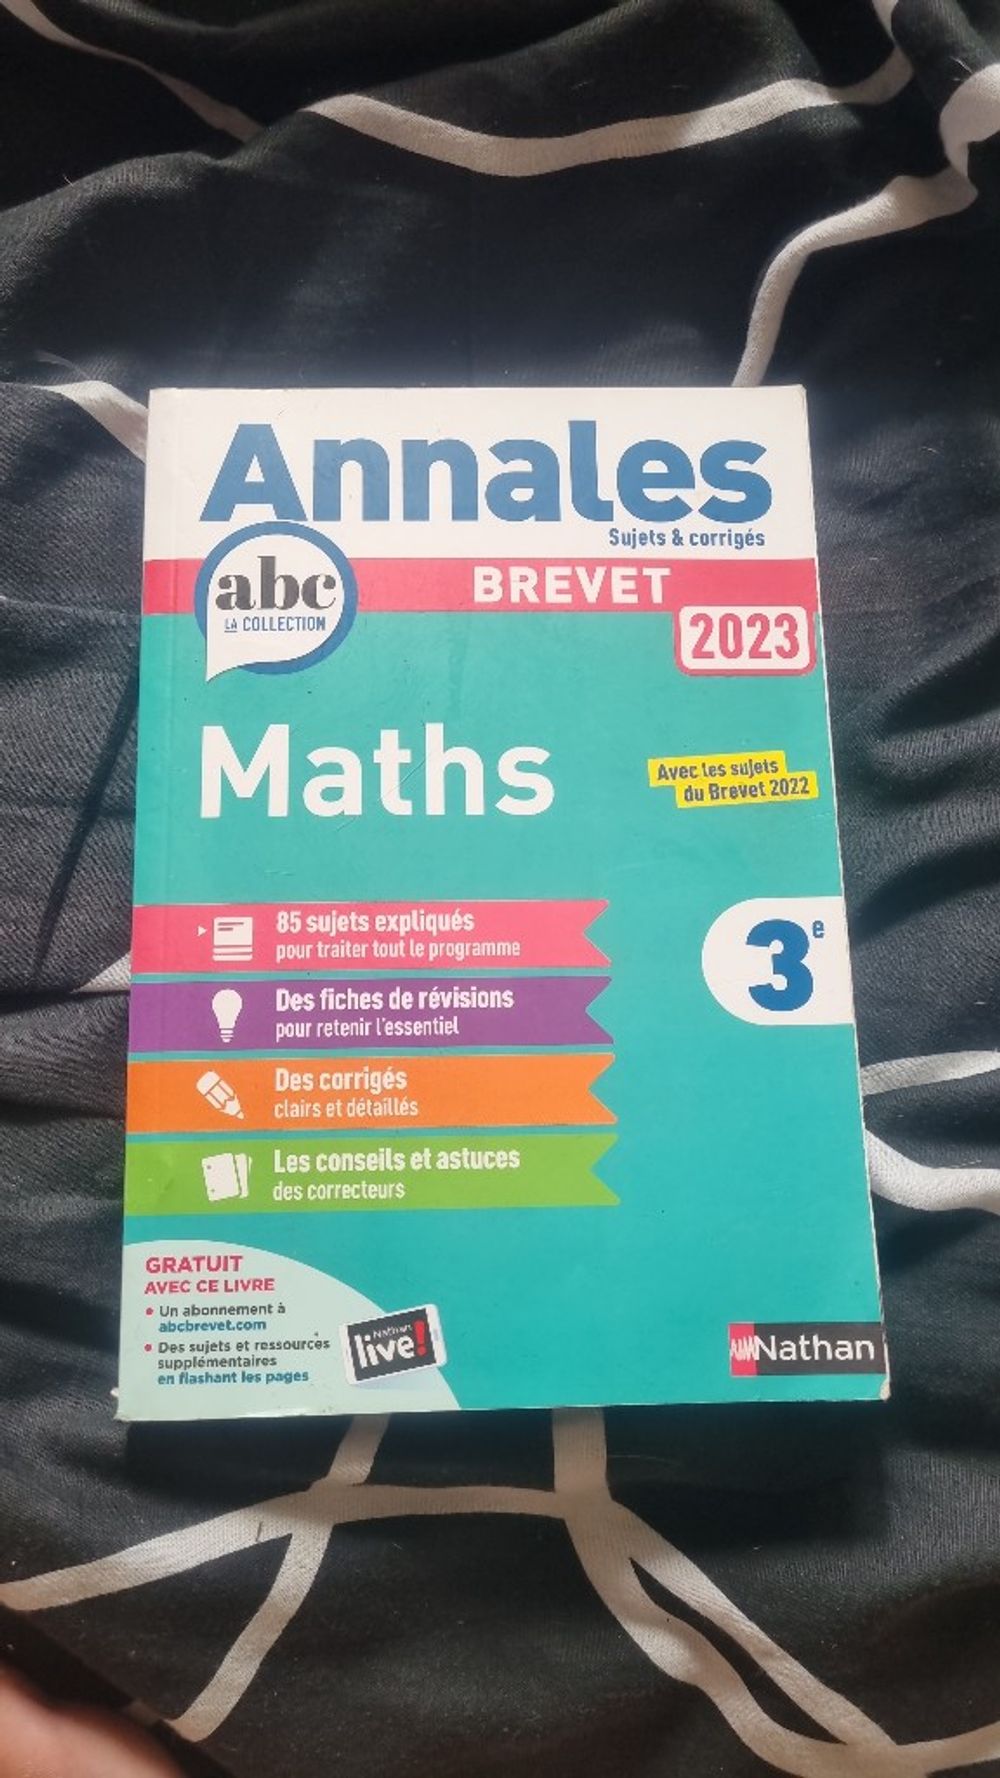 Annales
Sujets & corrigés
abc
LA COLLECTION
BREVET
2023
Maths
Avec les sujets
du Brevet 2022
85 sujets expliqués
pour traiter tout le programme
3e
Des fiches de révisions
pour retenir l'essentiel
Des corrigés
clairs et détaillés
Les conseils et astuces
des correcteurs
GRATUIT
AVEC CE LIVRE
• Un abonnement à
abcbrevet.com
• Des sujets et ressources
supplémentaires
en flashant les pages
Nathan
live!
Nathan